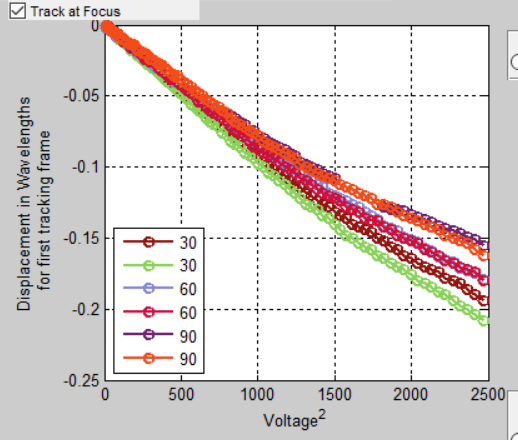 Track at Focus
0
-0.05
-0.1
-0.15
-0.2
-0.25
Displacement in Wavelengths
for first tracking frame
30
30
60
60
90
90
0 500 1000 1500 2000 2500
Voltage²